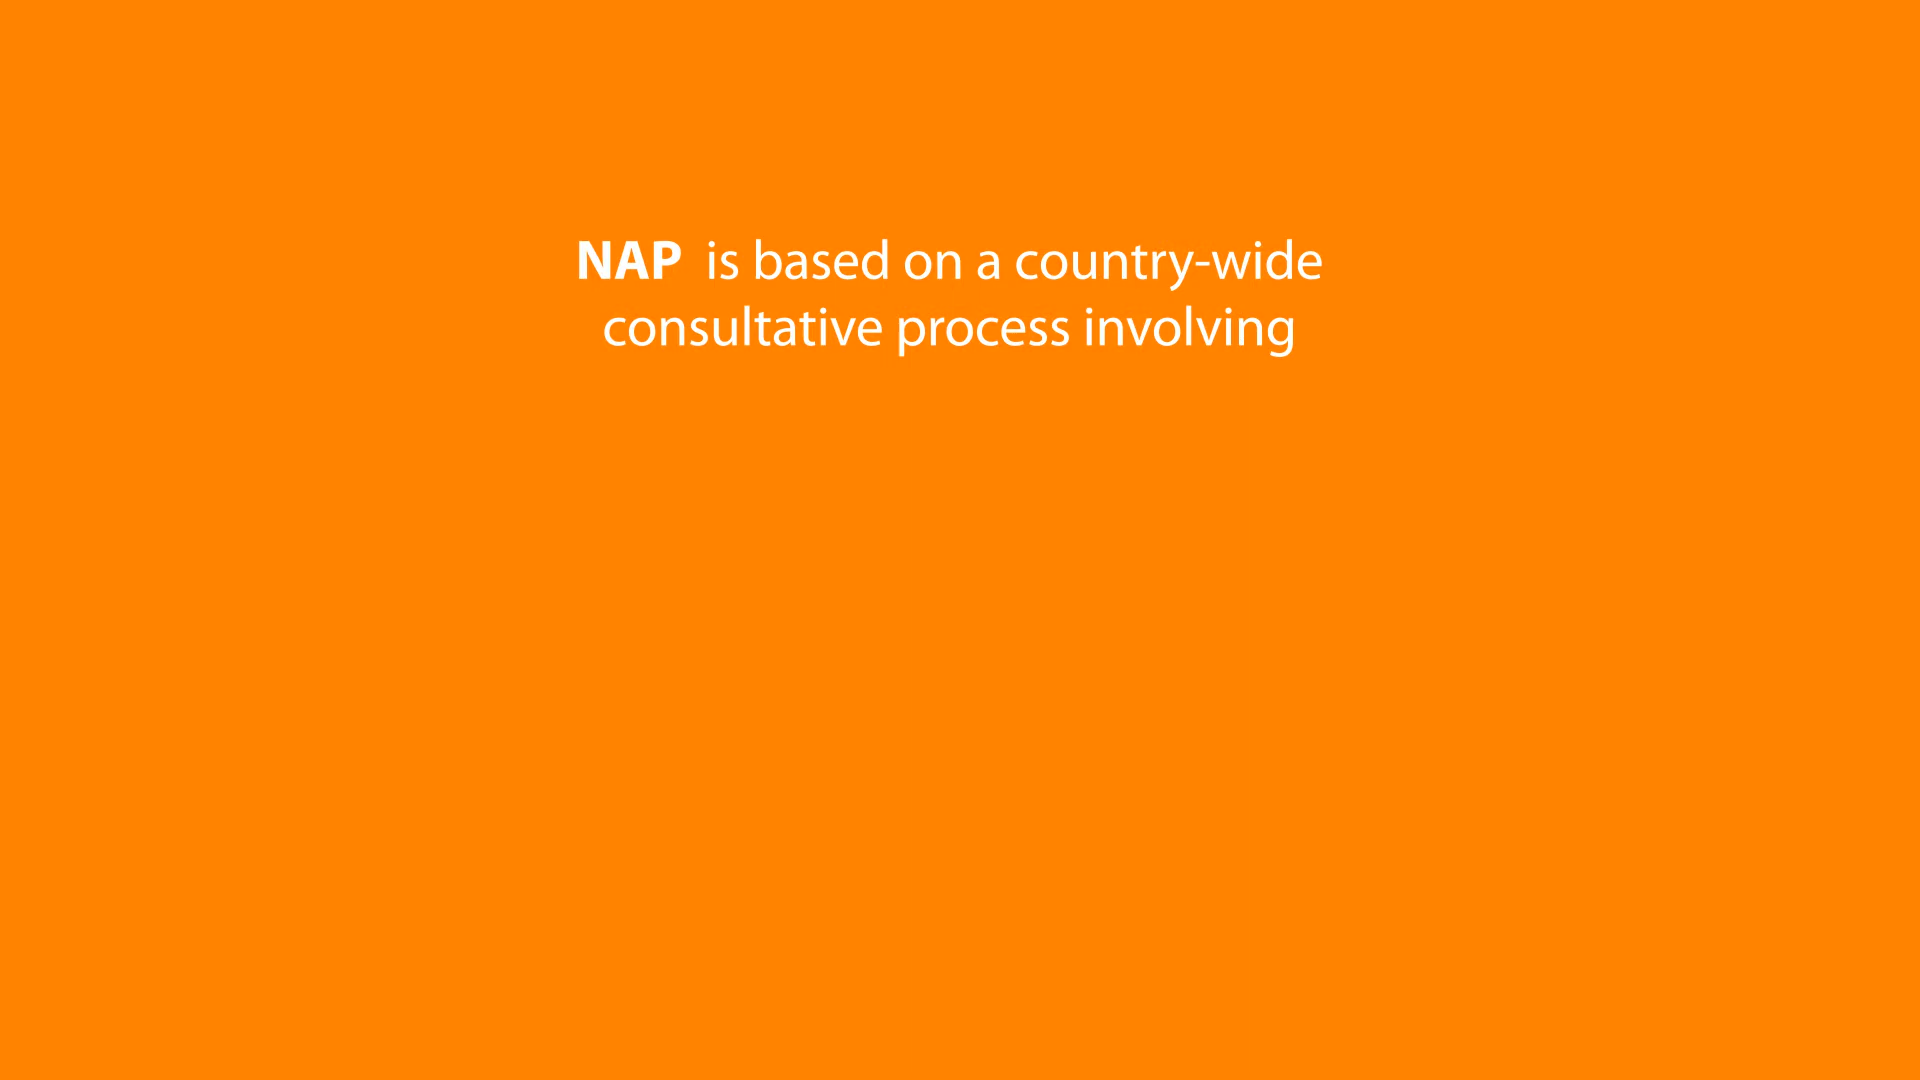 NAP is based on a country-wide
consultative process involving